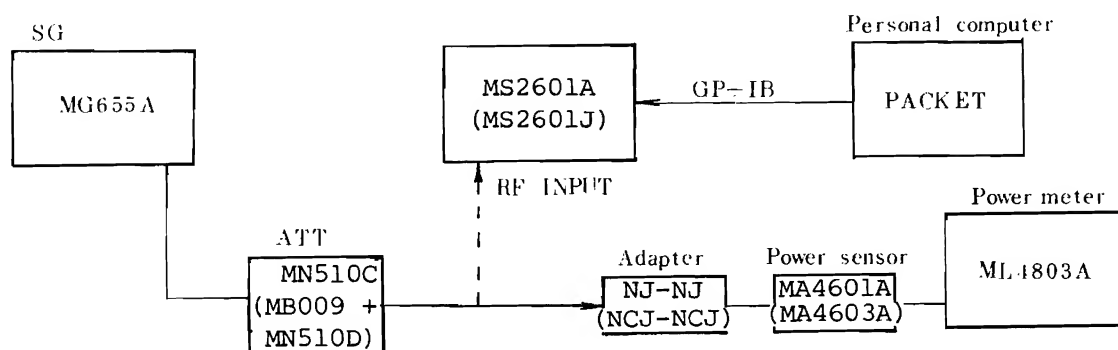 SG
MG655A
MS2601A
(MS2601J)
GP-IB
Personal computer
PACKET
RF INPUT
ATT
MN510C
(MB009 +
MN510D)
Adapter
NJ-NJ
(NCJ-NCJ)
Power sensor
MA4601A
(MA4603A)
Power meter
ML4803A